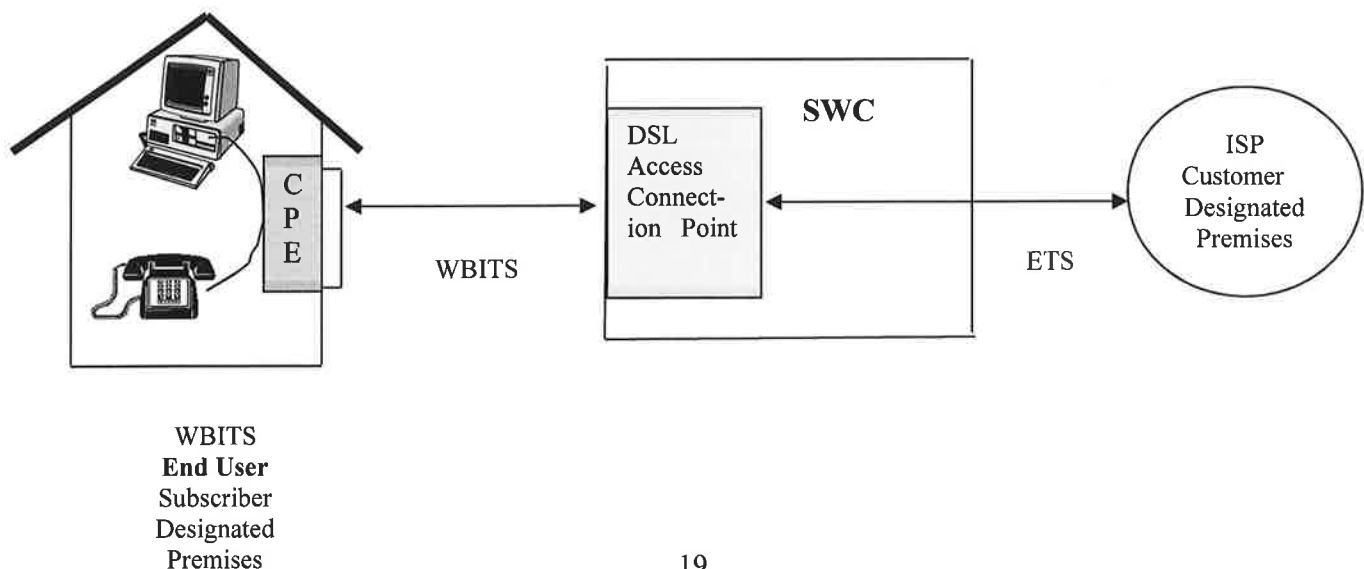 C
P
E
WBITS
DSL
Access
Connect-
ion Point
SWC
ETS
ISP
Customer
Designated
Premises
WBITS
End User
Subscriber
Designated
Premises
19